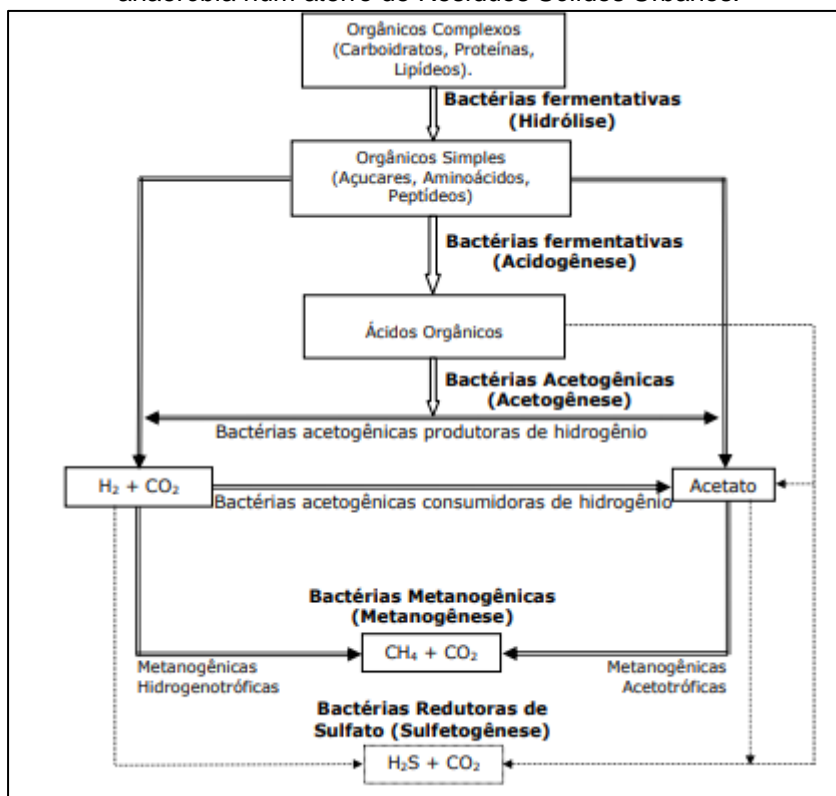 anaeróbia num aterro de Resíduos Sólidos Urbanos.
Orgânicos Complexos
(Carboidratos, Proteínas,
Lipídeos).
Bactérias fermentativas
(Hidrólise)
Orgânicos Simples
(Açucares, Aminoácidos,
Peptídeos)
Bactérias fermentativas
(Acidogênese)
Ácidos Orgânicos
Bactérias Acetogênicas
(Acetogênese)
Bactérias acetogênicas produtoras de hidrogênio
H₂ + CO₂
Acetato
Bactérias acetogênicas consumidoras de hidrogênio
Bactérias Metanogênicas
(Metanogênese)
CH₄ + CO₂
Metanogênicas
Hidrogenotróficas
Metanogênicas
Acetotróficas
Bactérias Redutoras de
Sulfato (Sulfetogênese)
H₂S + CO₂